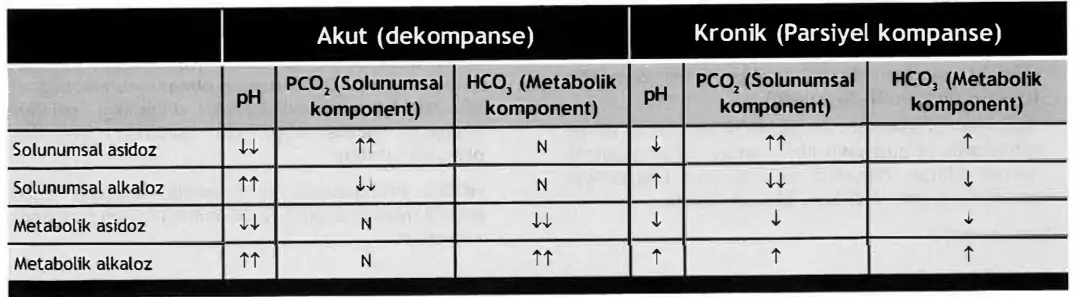 Akut (dekompanse) Kronik (Parsiyel kompanse)
pH PCO₂ (Solunumsal komponent) HCO₃ (Metabolik komponent) pH PCO₂ (Solunumsal komponent) HCO₃ (Metabolik komponent)
Solunumsal asidoz ↓↓ ↑↑ N ↓ ↑↑ ↑
Solunumsal alkaloz ↑↑ ↓↓ N ↑ ↓↓ ↓
Metabolik asidoz ↓↓ N ↓↓ ↓ ↓ ↓
Metabolik alkaloz ↑↑ N ↑↑ ↑ ↑ ↑